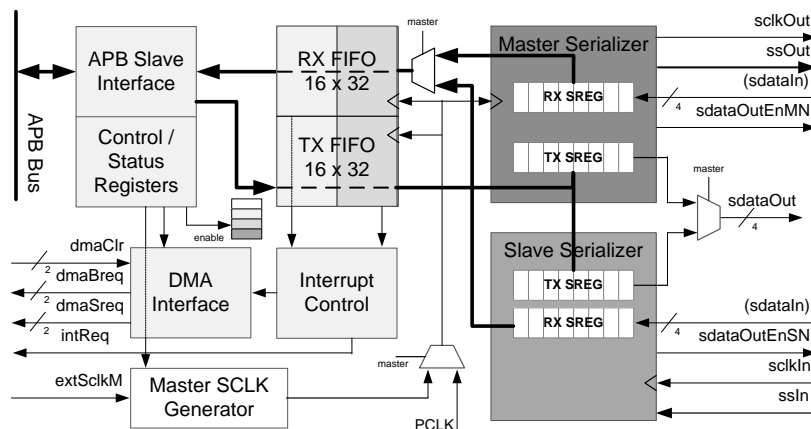 master
sclkOut
APB Slave
Interface
RX FIFO
16 x 32
Master Serializer
ssOut
(sdataIn)
RX SREG
4
sdataOutEnMN
APB Bus
Control /
Status
Registers
TX FIFO
16 x 32
TX SREG
master
sdataOut
4
enable
Slave Serializer
dmaClr
2
dmaBreq
2
dmaSreq
2
intReq
DMA
Interface
Interrupt
Control
TX SREG
RX SREG
(sdataIn)
4
sdataOutEnSN
master
sclkIn
extSclkM
Master SCLK
Generator
PCLK
ssIn